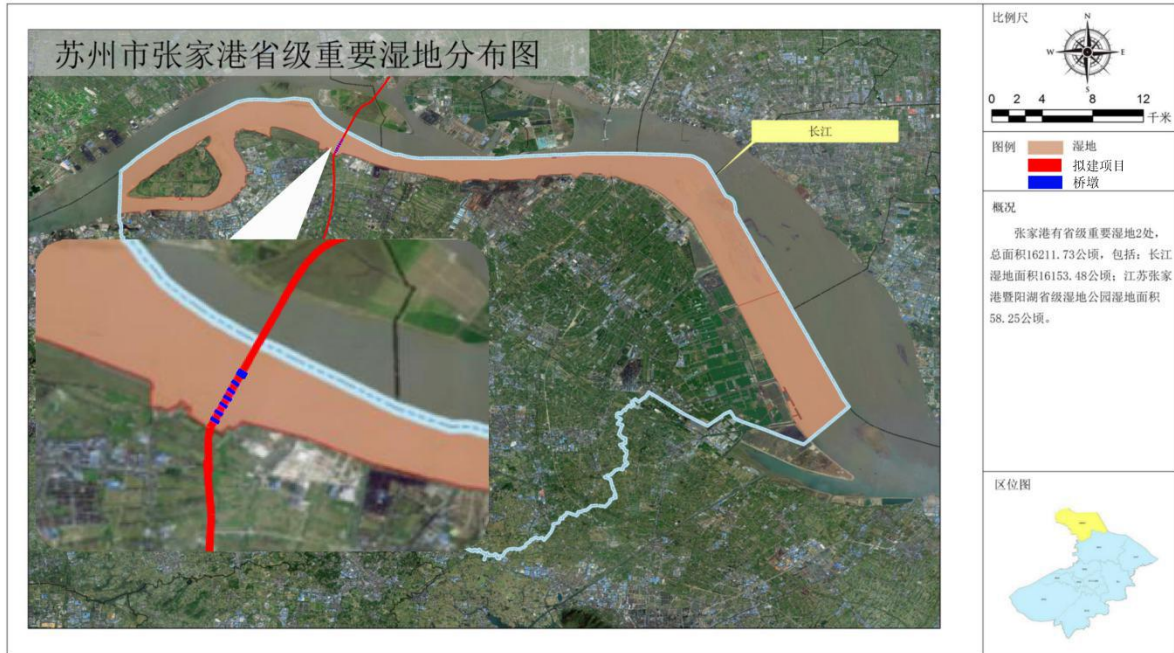 苏州市张家港省级重要湿地分布图
长江
比例尺
N
W
E
S
0 2 4 8 12
千米
图例
湿地
拟建项目
桥墩
概况
张家港有省级重要湿地2处，
总面积16211.73公顷，包括：长江
湿地面积16153.48公顷；江苏张家
港暨阳湖省级湿地公园湿地面积
58.25公顷。
区位图